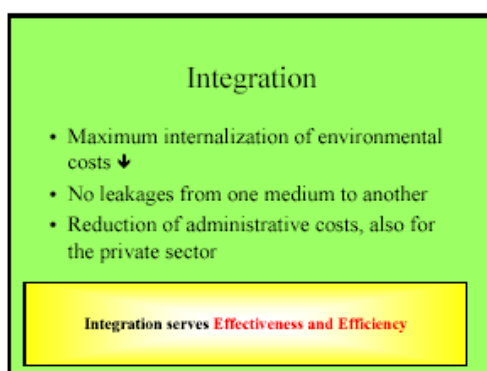 Integration
• Maximum internalization of environmental
costs 🡇
• No leakages from one medium to another
• Reduction of administrative costs, also for
the private sector
Integration serves Effectiveness and Efficiency